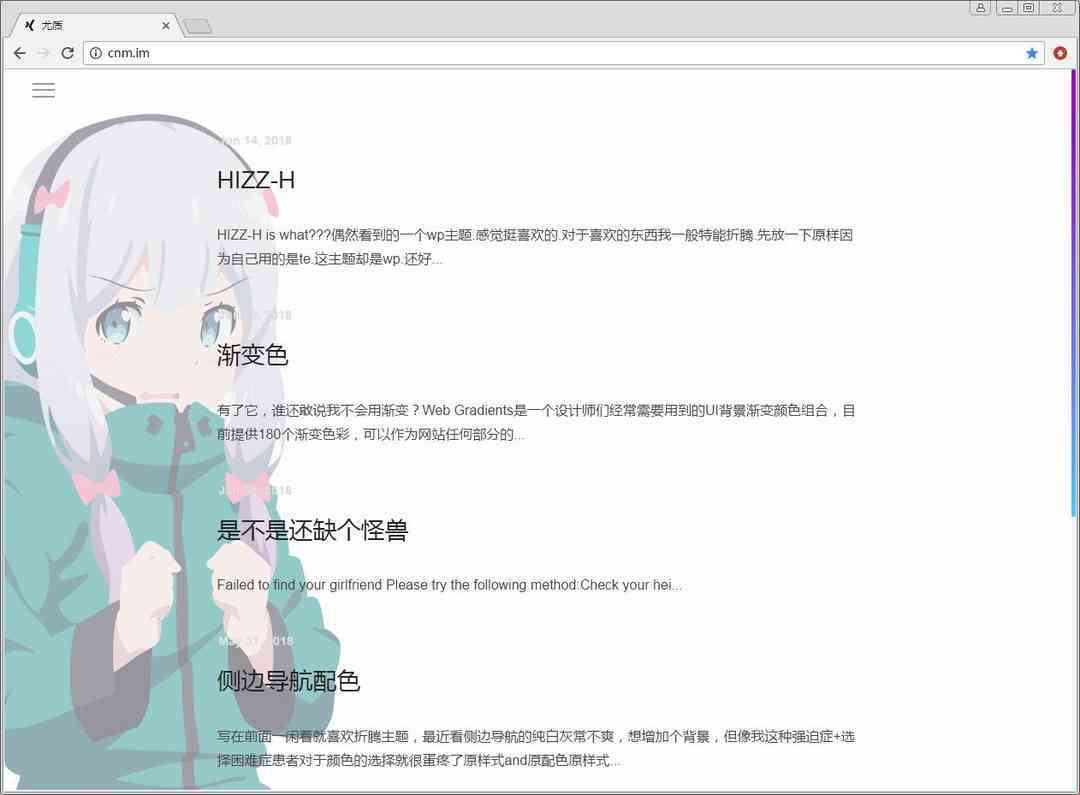 尤质
cnm.im
Jun 14, 2018
HIZZ-H
HIZZ-H is what???偶然看到的一个wp主题.感觉挺喜欢的.对于喜欢的东西我一般特能折腾.先放一下原样因
为自己用的是te.这主题却是wp.还好...
2018
渐变色
有了它，谁还敢说我不会用渐变？Web Gradients是一个设计师们经常需要用到的UI背景渐变颜色组合，目
前提供180个渐变色彩，可以作为网站任何部分的...
2018
是不是还缺个怪兽
Failed to find your girlfriend Please try the following method:Check your hei...
May 31, 2018
侧边导航配色
写在前面一闲着就喜欢折腾主题，最近看侧边导航的纯白灰常不爽，想增加个背景，但像我这种强迫症+选
择困难症患者对于颜色的选择就很蛋疼了原样式and原配色原样式...